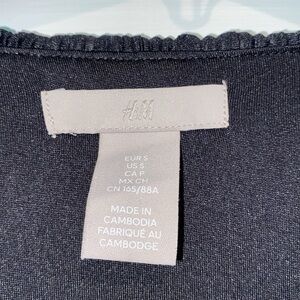 H&M
EUR S
US S
CA P
MX CH
CN 165/88A
MADE IN
CAMBODIA
FABRIQUÉ AU
CAMBODGE